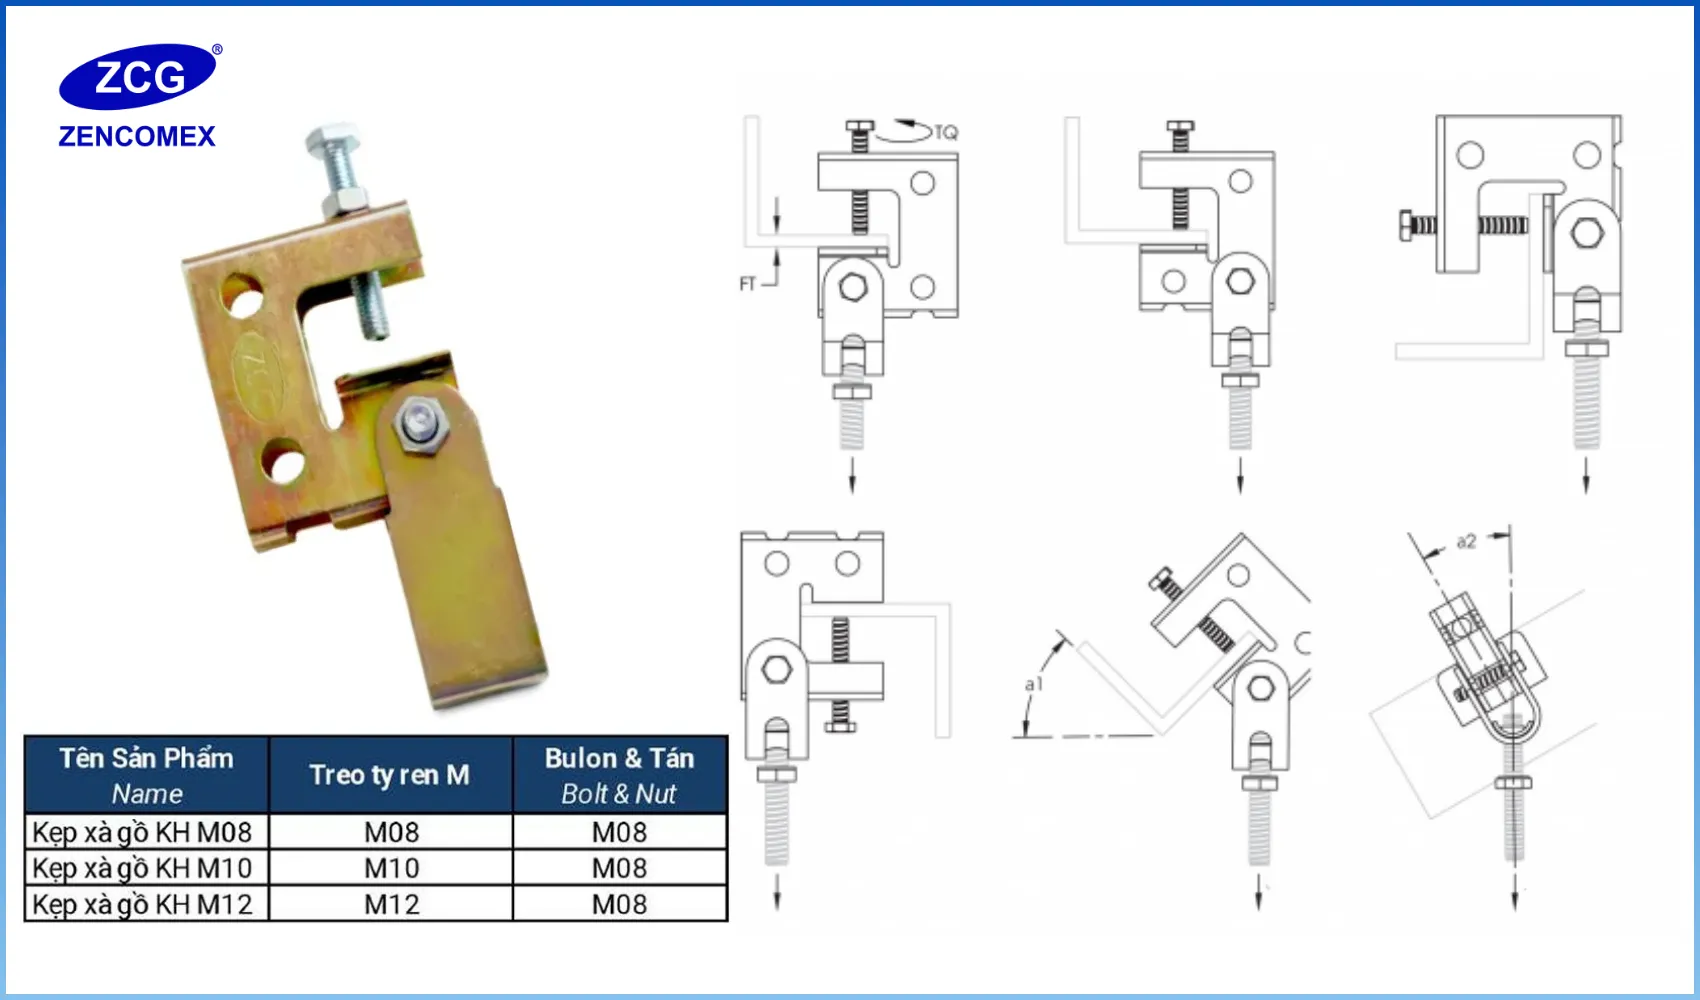 ZCG®
ZENCOMEX
ZCG
TQ
FT
a1
a2
Tên Sản Phẩm
Name
Treo ty ren M
Bulon & Tán
Bolt & Nut
Kẹp xà gồ KH M08
M08
M08
Kẹp xà gồ KH M10
M10
M08
Kẹp xà gồ KH M12
M12
M08